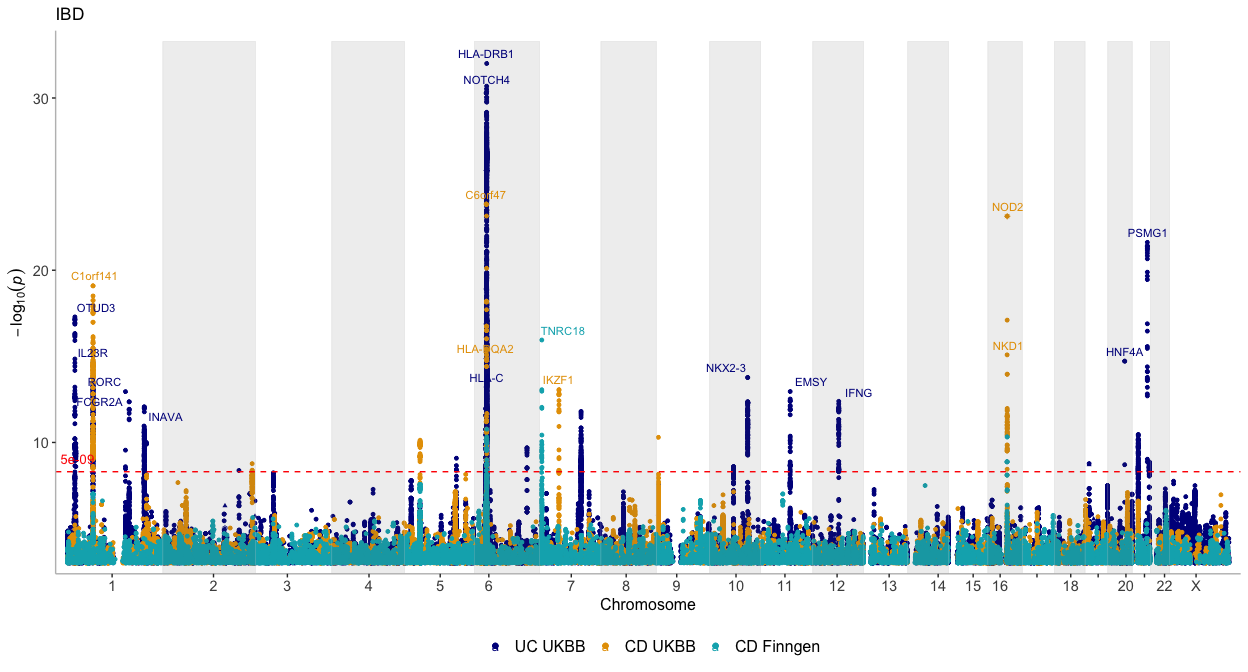 IBD
HLA-DRB1
NOTCH4
30
C6orf47
NOD2
PSMG1
20
C1orf141
OTUD3
TNRC18
IL23R
HLA-DQA2
NKD1
HNF4A
RORC
HLA-C
IKZF1
NKX2-3
EMSY
FCGR2A
INAVA
IFNG
10
5e-09
−log10(p)
1 2 3 4 5 6 7 8 9 10 11 12 13 14 15 16 18 20 22 X
Chromosome
UC UKBB CD UKBB CD Finngen